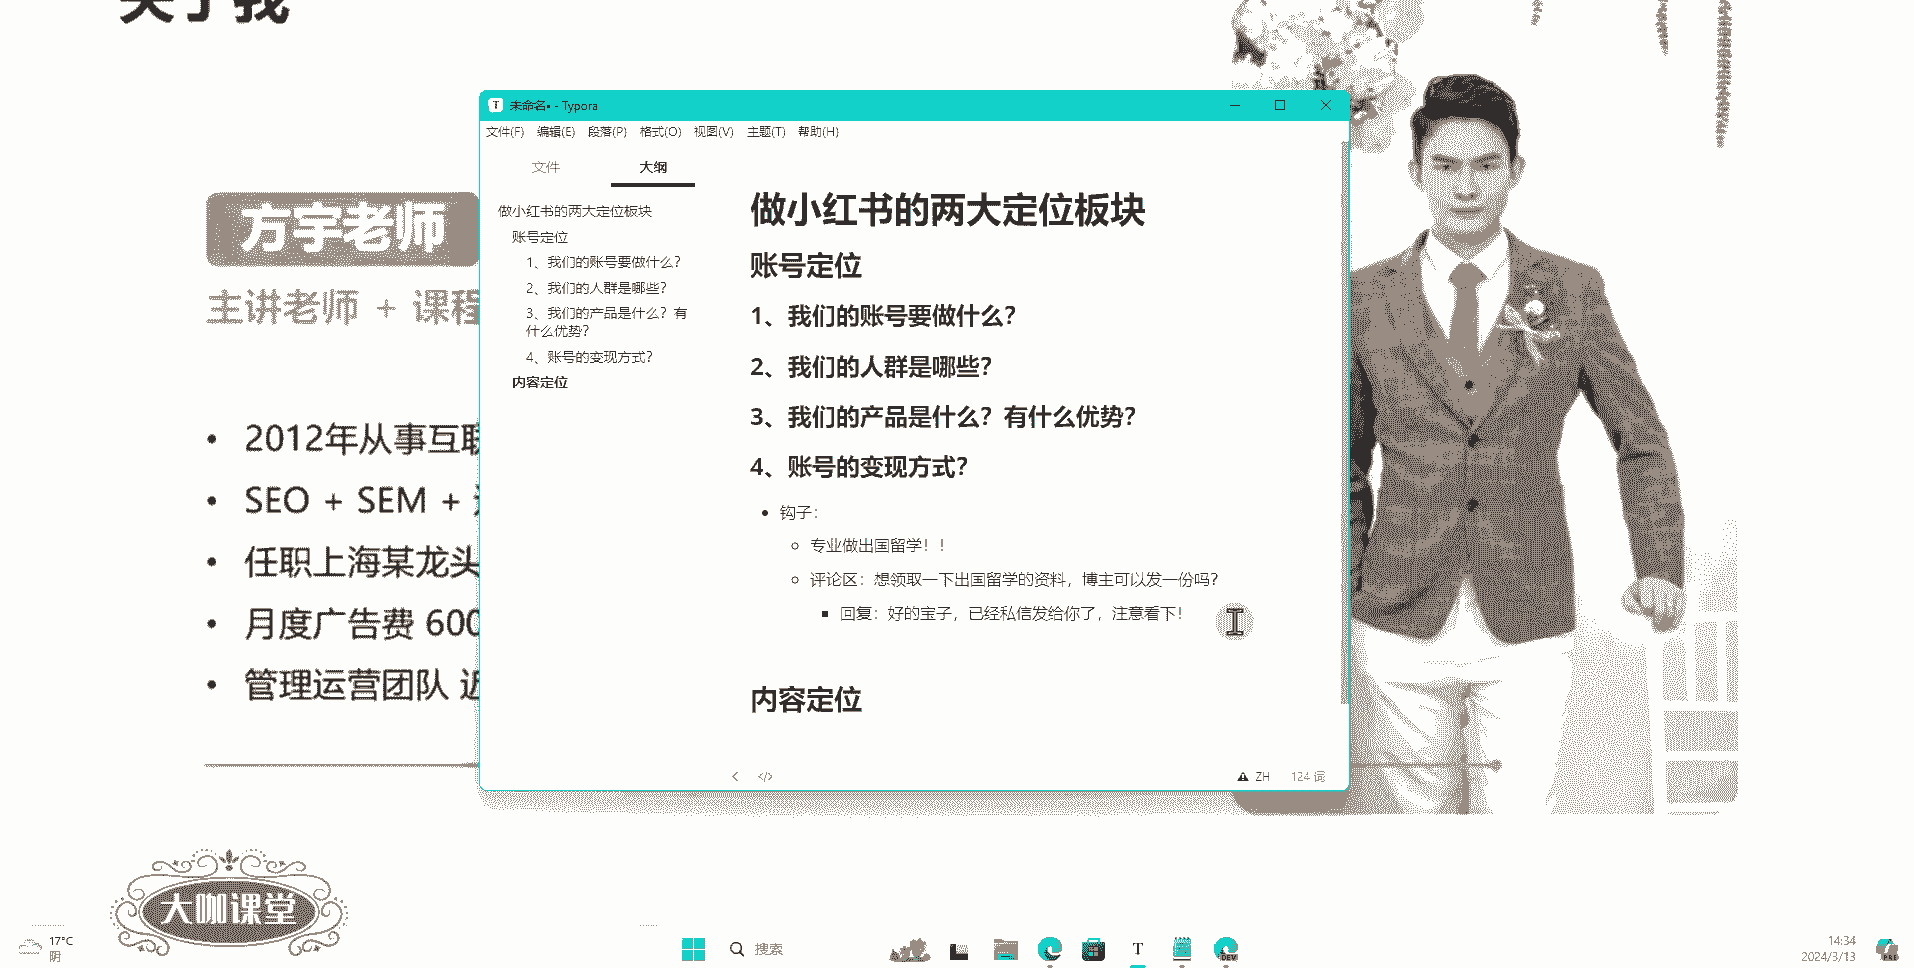 关于我
方宇老师
主讲老师 + 课程
2012年从事互联
SEO + SEM +
任职上海某龙头
月度广告费 600
管理运营团队 近
大咖课堂
未命名• - Typora
文件(F) 编辑(E) 段落(P) 格式(O) 视图(V) 主题(T) 帮助(H)
文件 大纲
做小红书的两大定位板块
账号定位
1、我们的账号要做什么？
2、我们的人群是哪些？
3、我们的产品是什么？有
什么优势？
4、账号的变现方式？
内容定位
做小红书的两大定位板块
账号定位
1、我们的账号要做什么？
2、我们的人群是哪些？
3、我们的产品是什么？有什么优势？
4、账号的变现方式？
钩子：
专业做出国留学！！
评论区：想领取一下出国留学的资料，博主可以发一份吗？
回复：好的宝子，已经私信发给你了，注意看下！
内容定位
ZH 124 词
17°C
阴
搜索
DEV
14:34
2024/3/13
PRE